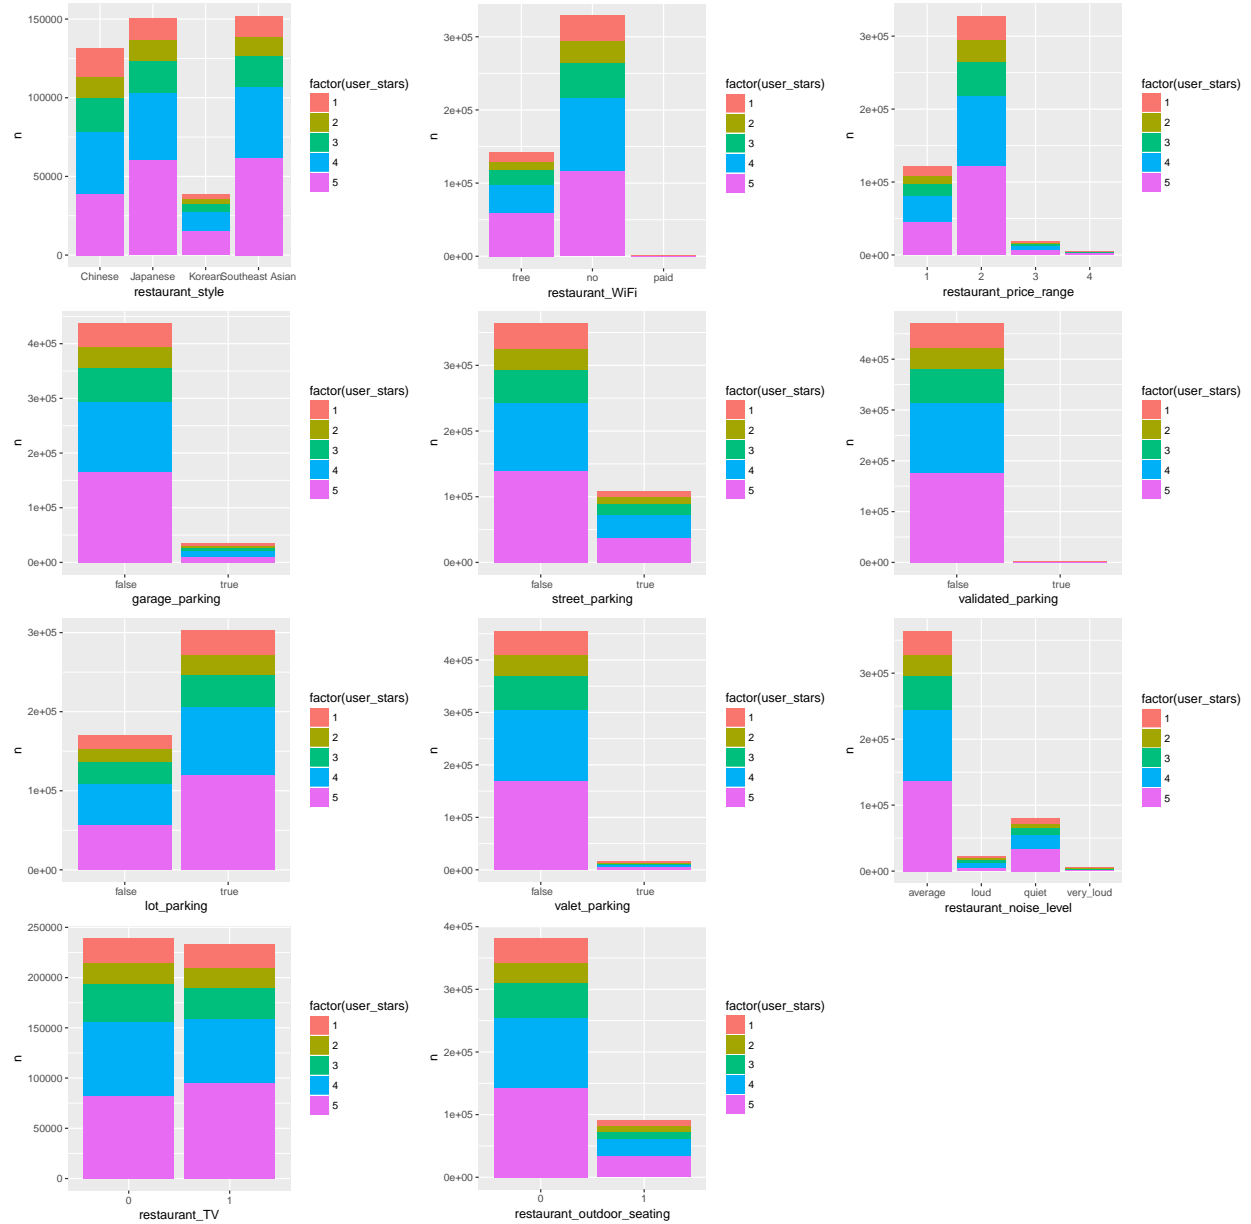 150000
100000
50000
0
n
Chinese Japanese Korean Southeast Asian
restaurant_style
factor(user_stars)
1
2
3
4
5
3e+05
2e+05
1e+05
0e+00
n
free no paid
restaurant_WiFi
factor(user_stars)
1
2
3
4
5
3e+05
2e+05
1e+05
0e+00
n
1 2 3 4
restaurant_price_range
factor(user_stars)
1
2
3
4
5
4e+05
3e+05
2e+05
1e+05
0e+00
n
false true
garage_parking
factor(user_stars)
1
2
3
4
5
3e+05
2e+05
1e+05
0e+00
n
false true
street_parking
factor(user_stars)
1
2
3
4
5
4e+05
3e+05
2e+05
1e+05
0e+00
n
false true
validated_parking
factor(user_stars)
1
2
3
4
5
3e+05
2e+05
1e+05
0e+00
n
false true
lot_parking
factor(user_stars)
1
2
3
4
5
4e+05
3e+05
2e+05
1e+05
0e+00
n
false true
valet_parking
factor(user_stars)
1
2
3
4
5
3e+05
2e+05
1e+05
0e+00
n
average loud quiet very_loud
restaurant_noise_level
factor(user_stars)
1
2
3
4
5
250000
200000
150000
100000
50000
0
n
0 1
restaurant_TV
factor(user_stars)
1
2
3
4
5
4e+05
3e+05
2e+05
1e+05
0e+00
n
0 1
restaurant_outdoor_seating
factor(user_stars)
1
2
3
4
5